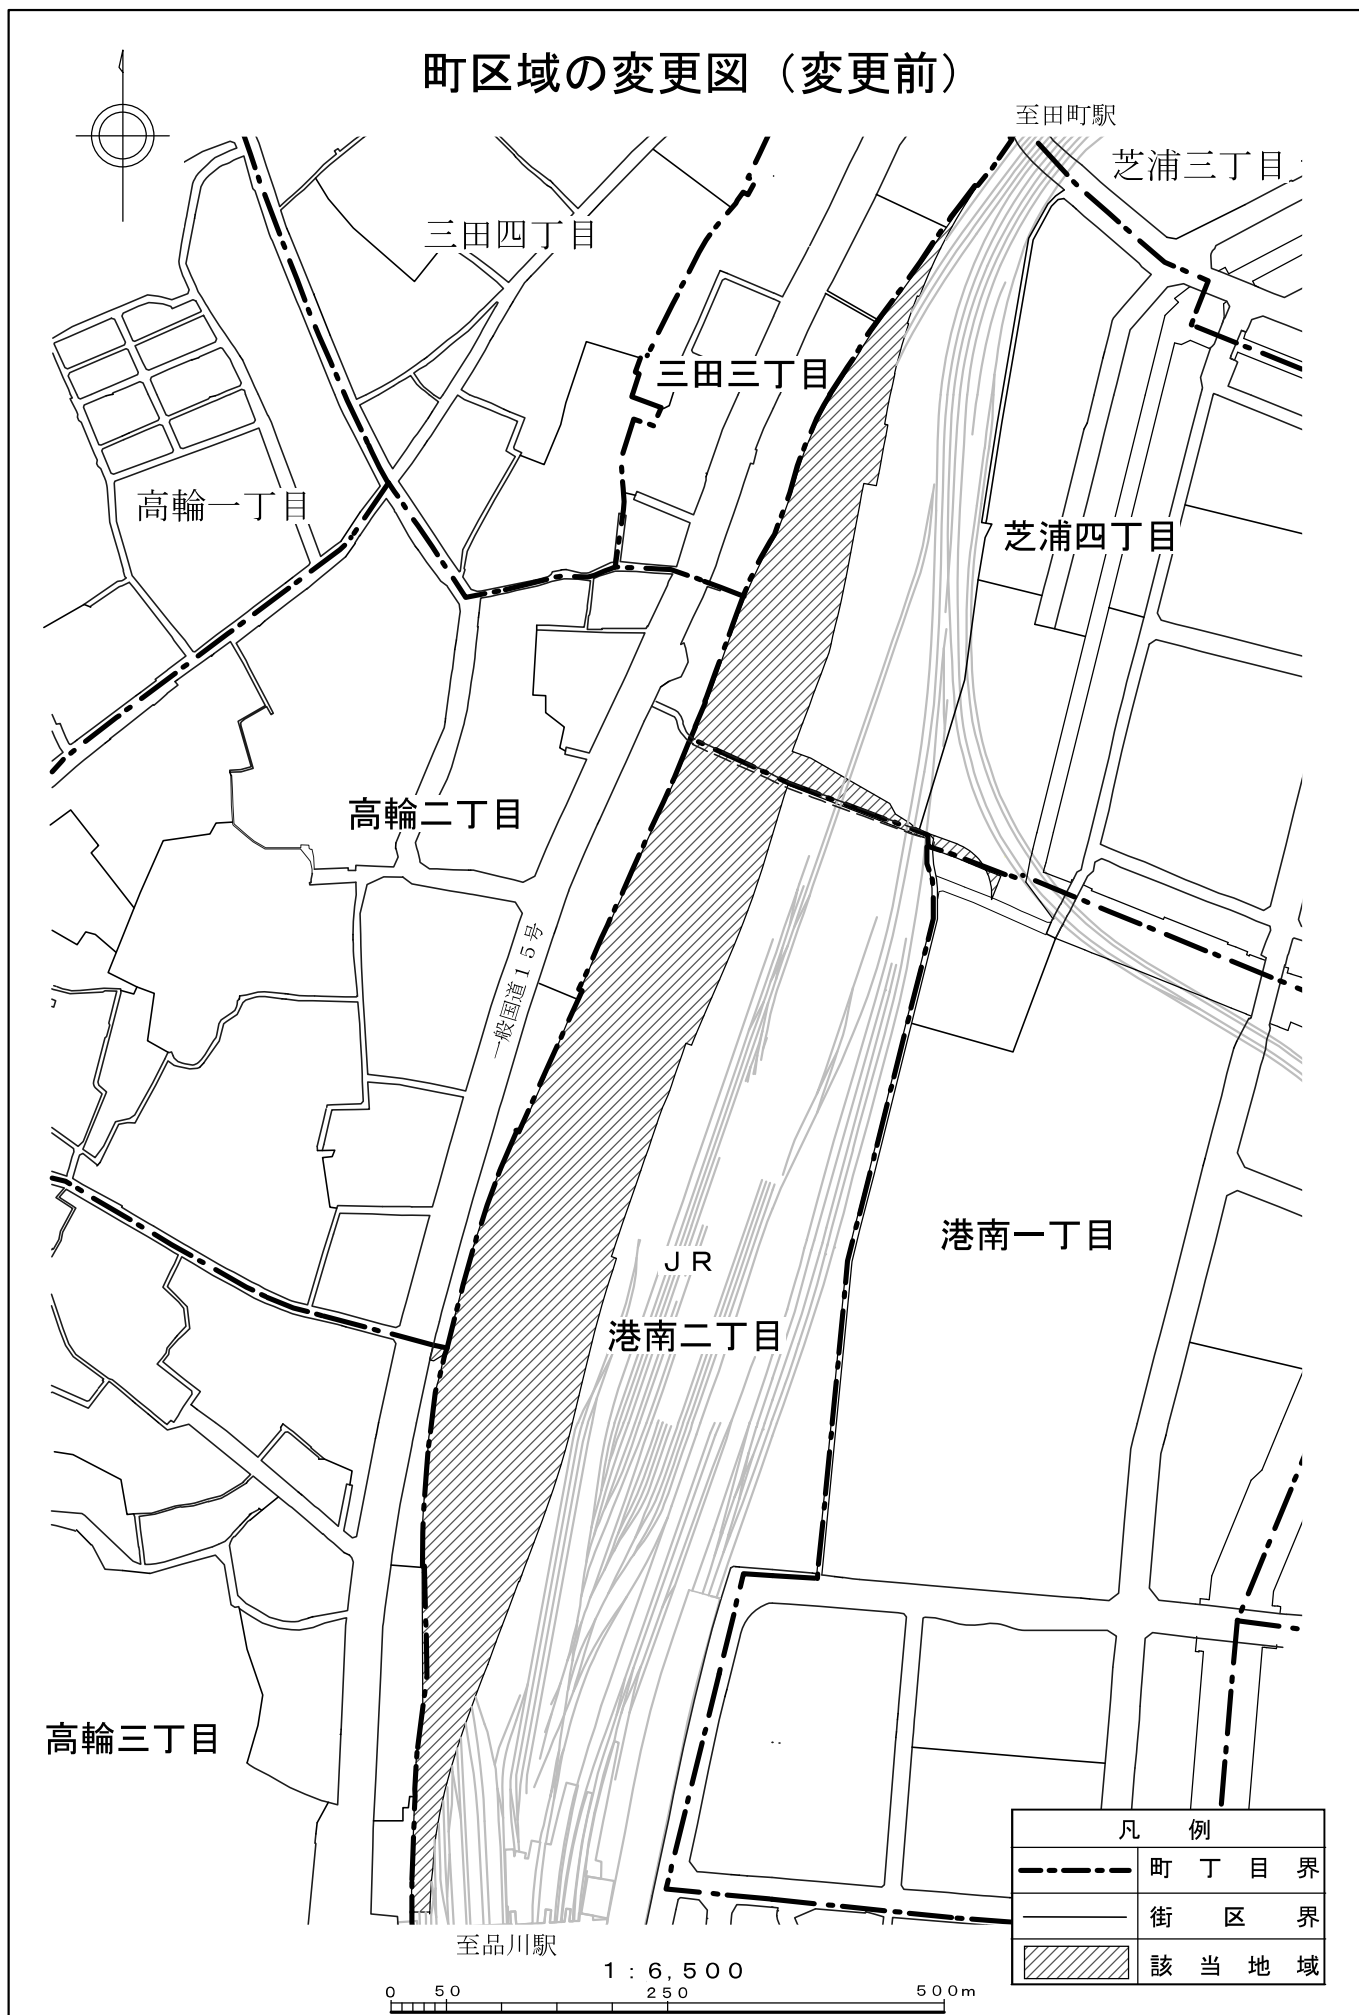 町区域の変更図（変更前）
至田町駅
芝浦三丁目
三田四丁目
三田三丁目
高輪一丁目
芝浦四丁目
高輪二丁目
一般国道１５号
港南一丁目
ＪＲ
港南二丁目
高輪三丁目
凡 例
町 丁 目 界
街 区 界
該 当 地 域
至品川駅
1：6,500
0 50 250 500m